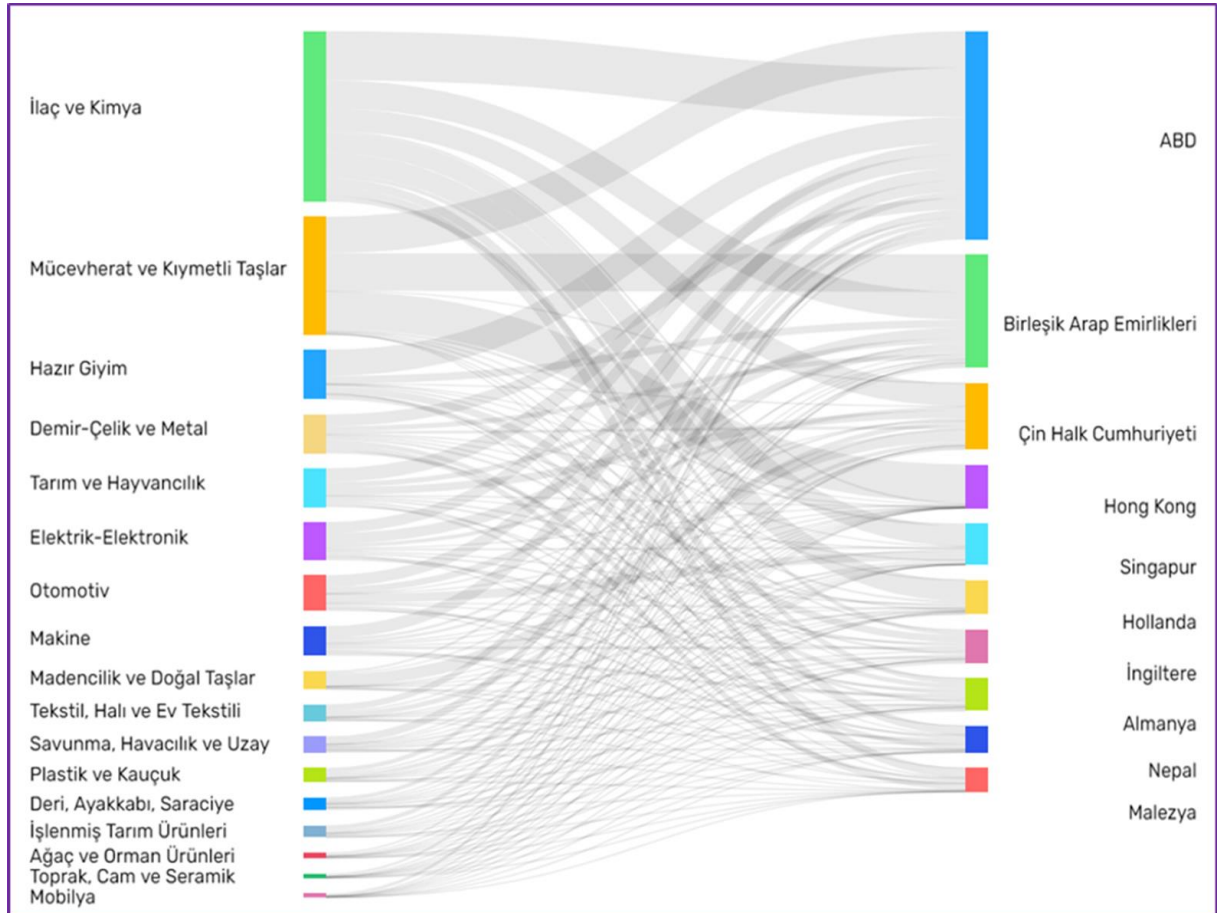 İlaç ve Kimya
Mücevherat ve Kıymetli Taşlar
Hazır Giyim
Demir-Çelik ve Metal
Tarım ve Hayvancılık
Elektrik-Elektronik
Otomotiv
Makine
Madencilik ve Doğal Taşlar
Tekstil, Halı ve Ev Tekstili
Savunma, Havacılık ve Uzay
Plastik ve Kauçuk
Deri, Ayakkabı, Saraciye
İşlenmiş Tarım Ürünleri
Ağaç ve Orman Ürünleri
Toprak, Cam ve Seramik
Mobilya
ABD
Birleşik Arap Emirlikleri
Çin Halk Cumhuriyeti
Hong Kong
Singapur
Hollanda
İngiltere
Almanya
Nepal
Malezya